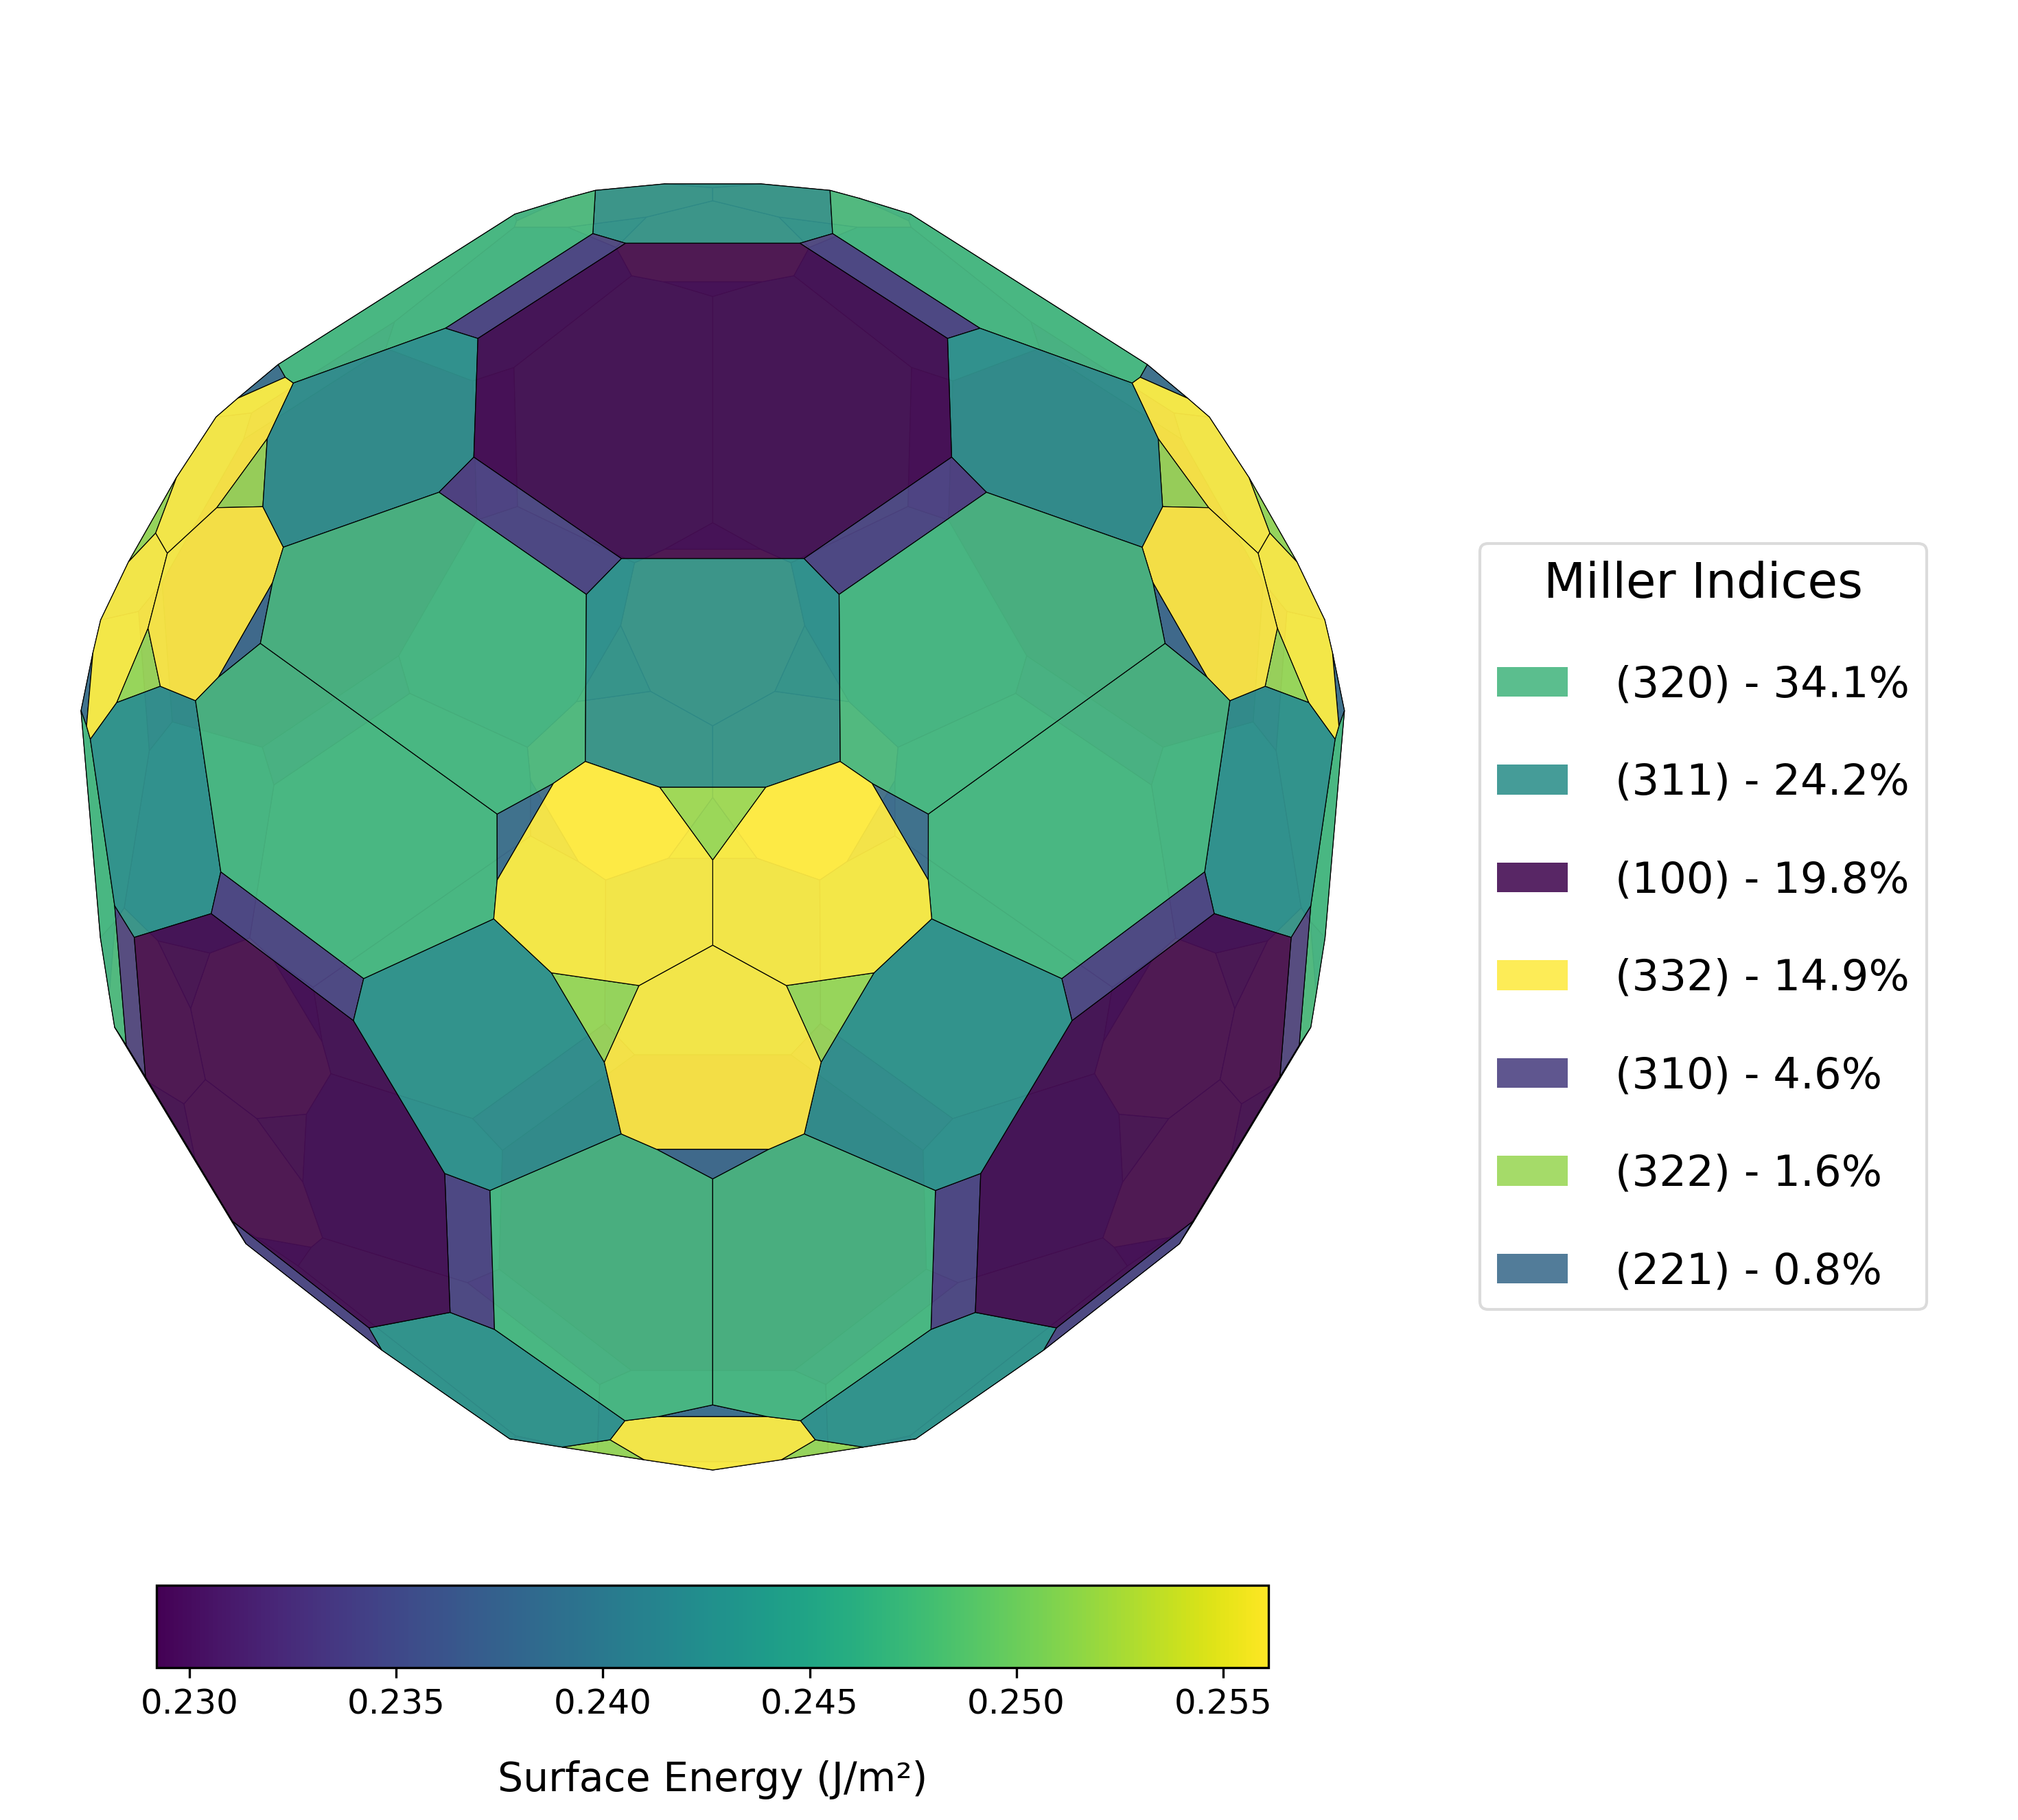 Miller Indices
(320) - 34.1%
(311) - 24.2%
(100) - 19.8%
(332) - 14.9%
(310) - 4.6%
(322) - 1.6%
(221) - 0.8%
0.230 0.235 0.240 0.245 0.250 0.255
Surface Energy (J/m²)